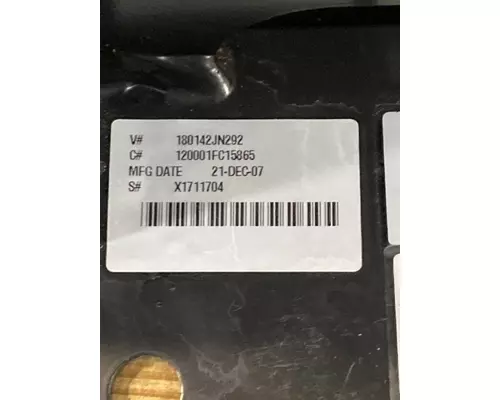 V# 180142JN292
C# 120001FC15865
MFG DATE 21-DEC-07
S# X1711704